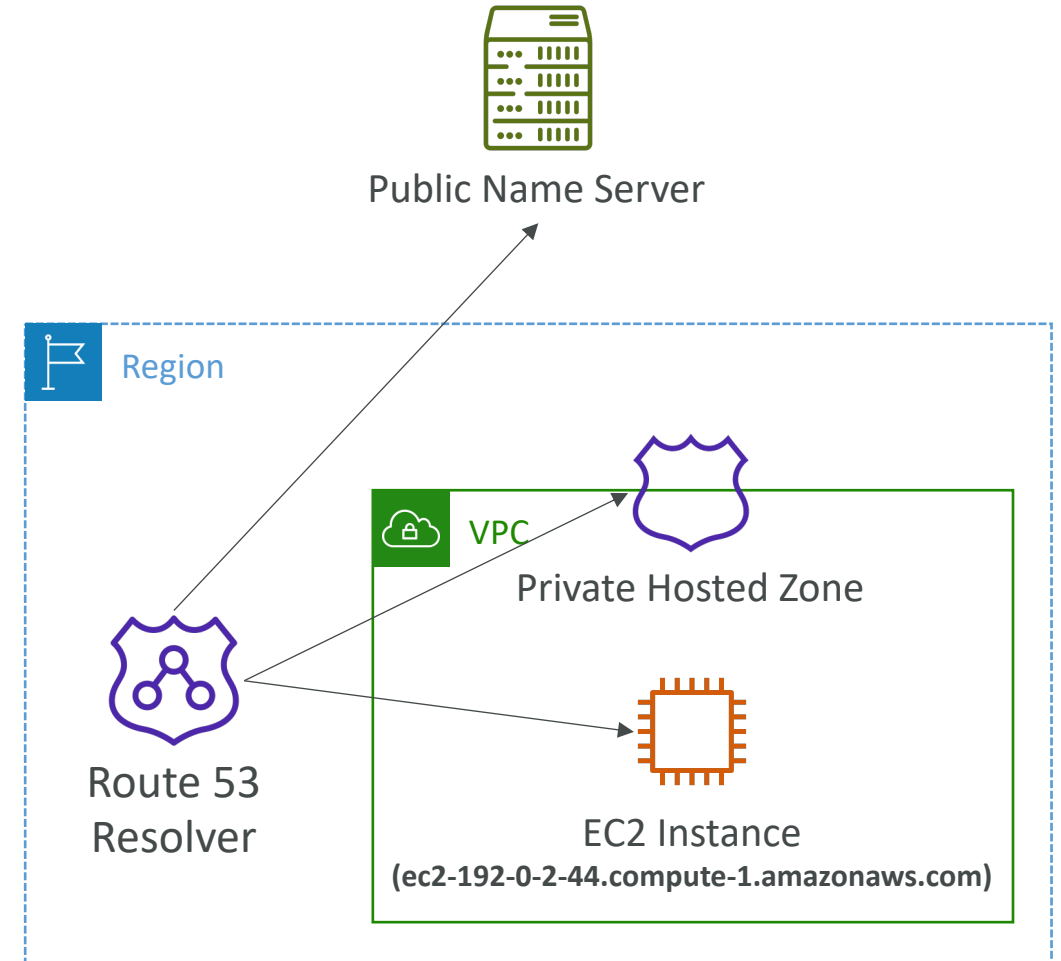 Public Name Server
Region
VPC
Private Hosted Zone
Route 53
Resolver
EC2 Instance
(ec2-192-0-2-44.compute-1.amazonaws.com)